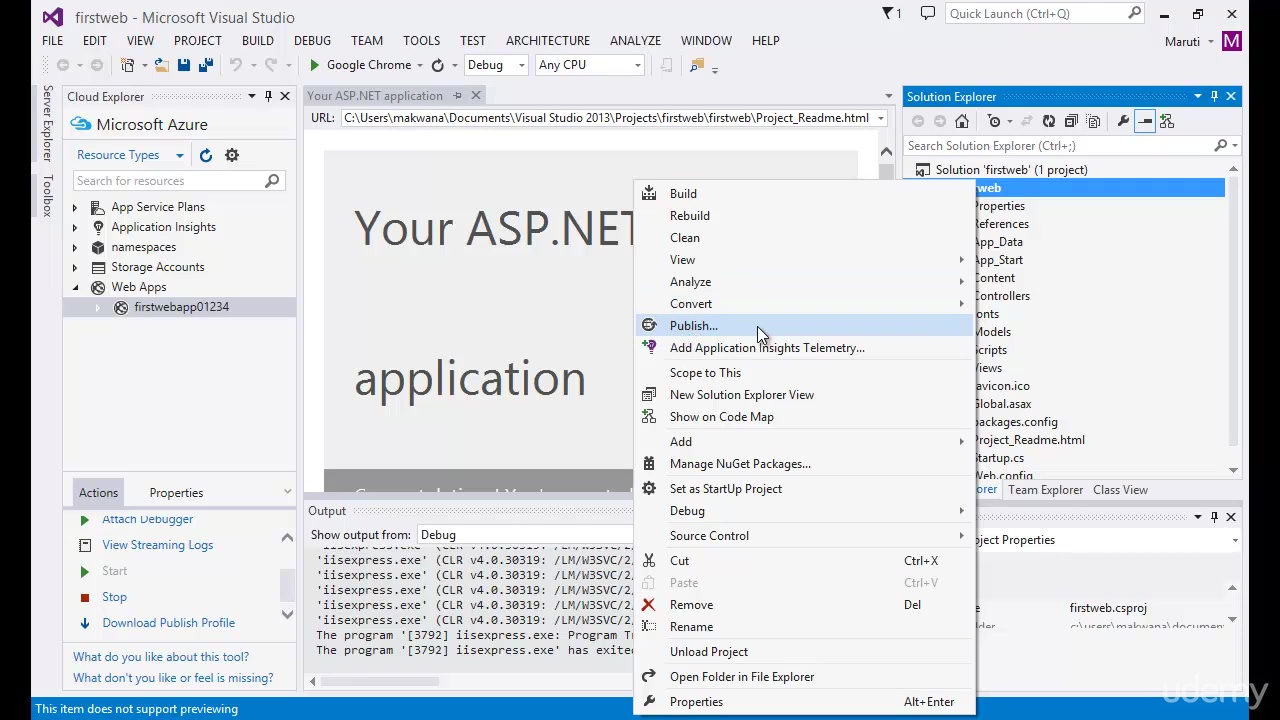 firstweb - Microsoft Visual Studio
1
Quick Launch (Ctrl+Q)
FILE EDIT VIEW PROJECT BUILD DEBUG TEAM TOOLS TEST ARCHITECTURE ANALYZE WINDOW HELP
Maruti M
Google Chrome Debug Any CPU
Server Explorer
Toolbox
Cloud Explorer
Microsoft Azure
Resource Types
Search for resources
App Service Plans
Application Insights
namespaces
Storage Accounts
Web Apps
firstwebapp01234
Actions Properties
Attach Debugger
View Streaming Logs
Start
Stop
Download Publish Profile
What do you like about this tool?
What don't you like or feel is missing?
Your ASP.NET application
URL: C:\Users\makwana\Documents\Visual Studio 2013\Projects\firstweb\firstweb\Project_Readme.html
Your ASP.NET
application
Output
Show output from: Debug
'iisexpress.exe' (CLR v4.0.30319: /LM/W3SVC/2/
'iisexpress.exe' (CLR v4.0.30319: /LM/W3SVC/2/
'iisexpress.exe' (CLR v4.0.30319: /LM/W3SVC/2/
'iisexpress.exe' (CLR v4.0.30319: /LM/W3SVC/2/
'iisexpress.exe' (CLR v4.0.30319: /LM/W3SVC/2/
The program '[3792] iisexpress.exe: Program Tr
The program '[3792] iisexpress.exe' has exited
Build
Rebuild
Clean
View
Analyze
Convert
Publish...
Add Application Insights Telemetry...
Scope to This
New Solution Explorer View
Show on Code Map
Add
Manage NuGet Packages...
Set as StartUp Project
Debug
Source Control
Cut Ctrl+X
Paste Ctrl+V
Remove Del
Rename
Unload Project
Open Folder in File Explorer
Properties Alt+Enter
Solution Explorer
Search Solution Explorer (Ctrl+;)
Solution 'firstweb' (1 project)
web
Properties
References
App_Data
App_Start
Content
Controllers
onts
Models
Scripts
Views
avicon.ico
Global.asax
packages.config
Project_Readme.html
Startup.cs
Web.config
orer Team Explorer Class View
oject Properties
e firstweb.csproj
lder c:\users\makwana\document
This item does not support previewing
udemy